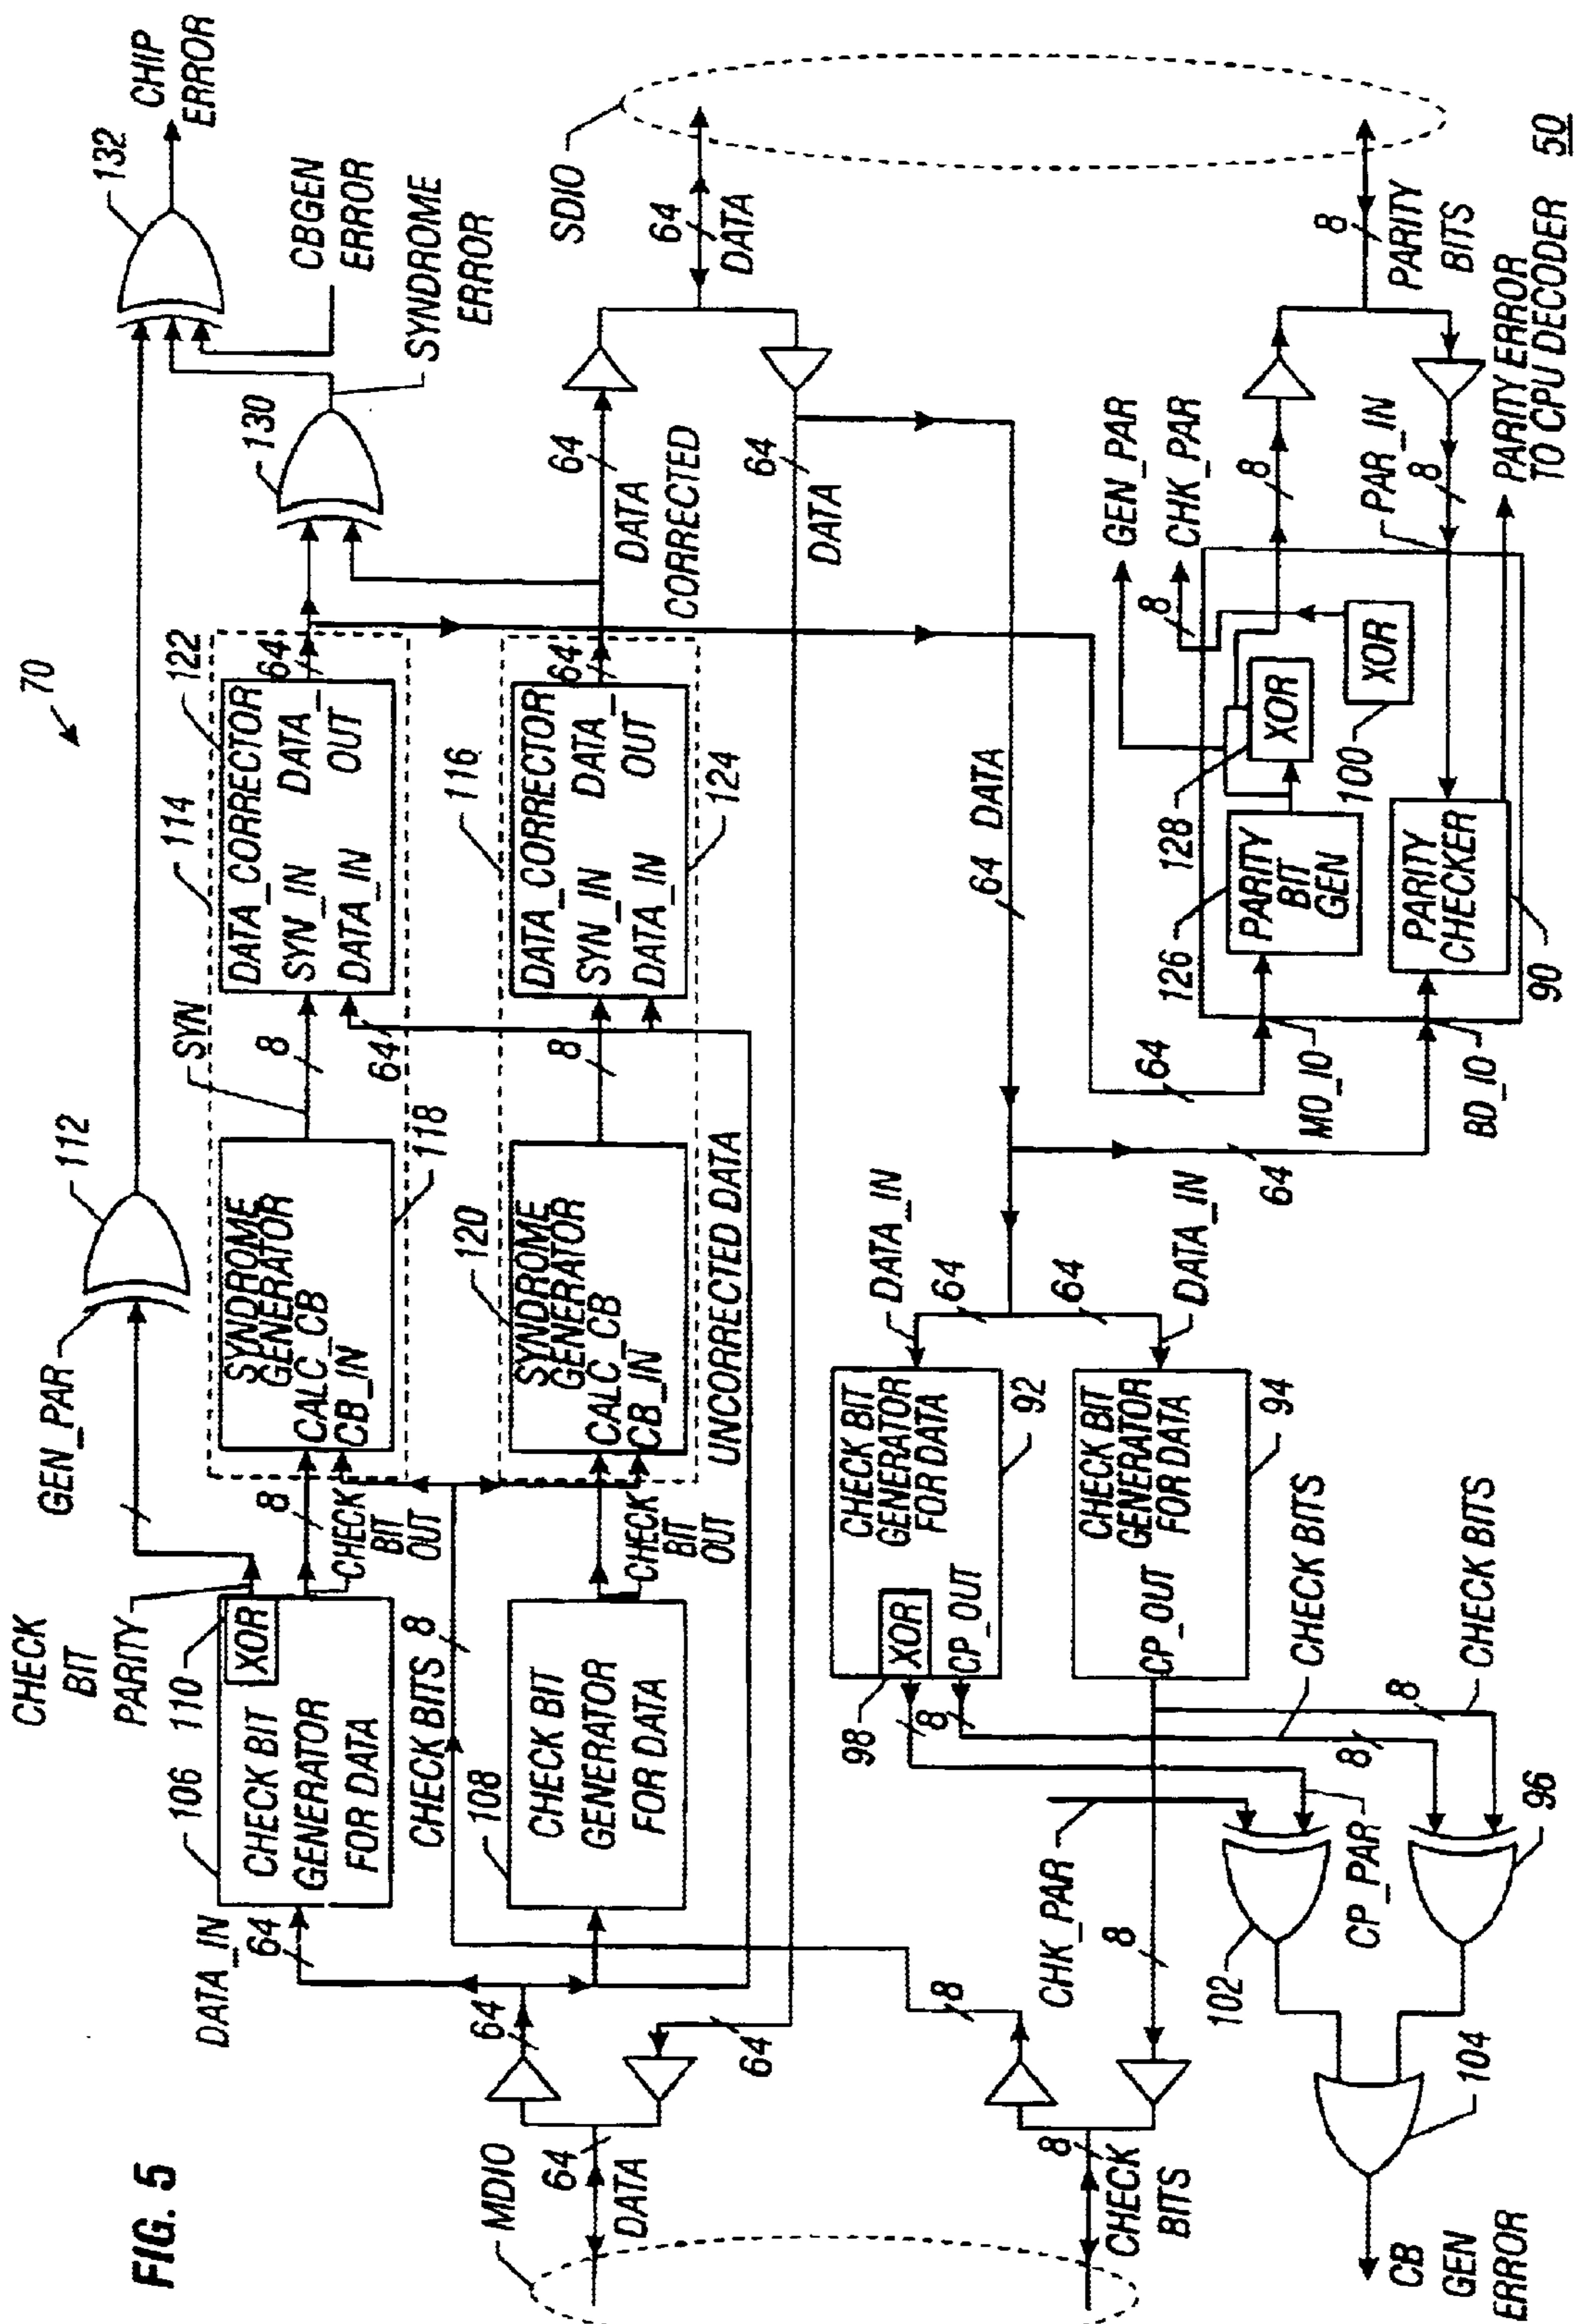 FIG. 5
70
CHECK
BIT
PARITY
GEN_PAR
112
132
CHIP
ERROR
106
110
XOR
CHECK BIT
GENERATOR
FOR DATA
DATA_IN
64
8
CHECK
BIT
OUT
SYNDROME
GENERATOR
CALC_CB
CB_IN
118
SYN
8
64
114
122
DATA_CORRECTOR
SYN_IN
DATA_IN
DATA_
OUT
64
130
CBGEN
ERROR
SYNDROME
ERROR
CHECK BITS
8
108
CHECK BIT
GENERATOR
FOR DATA
CHECK
BIT
OUT
120
SYNDROME
GENERATOR
CALC_CB
CB_IN
8
116
DATA_CORRECTOR
SYN_IN
DATA_IN
DATA_
OUT
64
124
64
DATA
CORRECTED
UNCORRECTED DATA
SDIO
64
DATA
MDIO
64
DATA
64
64
64
DATA
64 DATA
DATA_IN
64
64
DATA_IN
64
64
CHECK BIT
GENERATOR
FOR DATA
92
XOR
CP_OUT
98
8
8
CHECK BIT
GENERATOR
FOR DATA
94
CP_OUT
CHECK BITS
8
CHECK BITS
8
8
CHECK
BITS
8
8
CHK_PAR
CP_PAR
102
96
104
CB
GEN
ERROR
GEN_PAR
CHK_PAR
8
126
PARITY
BIT
GEN
128
XOR
100
XOR
PARITY
CHECKER
90
MO_IO
BD_IO
8
PAR_IN
8
8
PARITY
BITS
PARITY ERROR
TO CPU DECODER
50